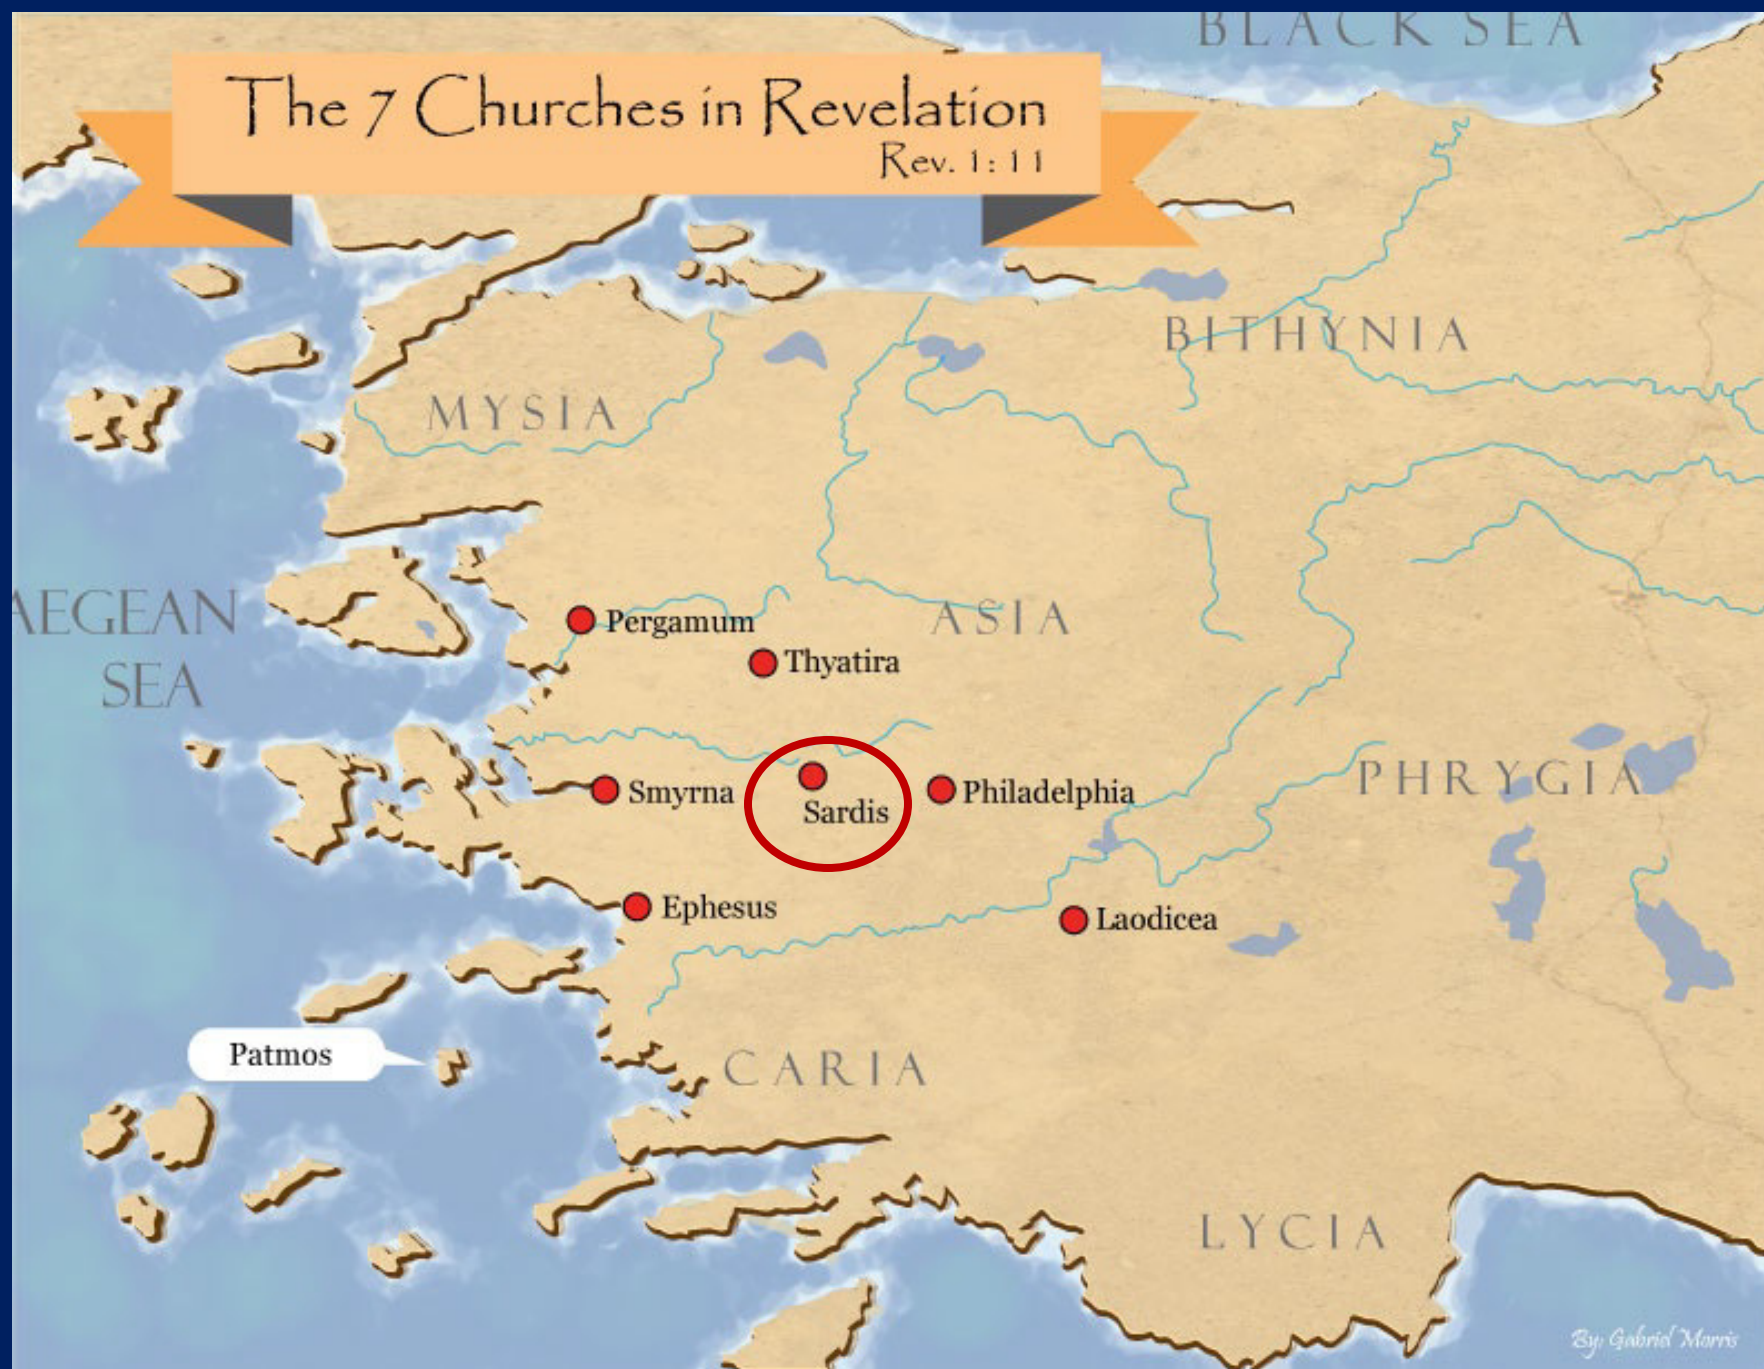 BLACK SEA
The 7 Churches in Revelation
Rev. 1:11
BITHYNIA
MYSIA
AEGEAN
SEA
Pergamum
ASIA
Thyatira
Smyrna
Sardis
Philadelphia
PHRYGIA
Ephesus
Laodicea
Patmos
CARIA
LYCIA
By: Gabriel Morris